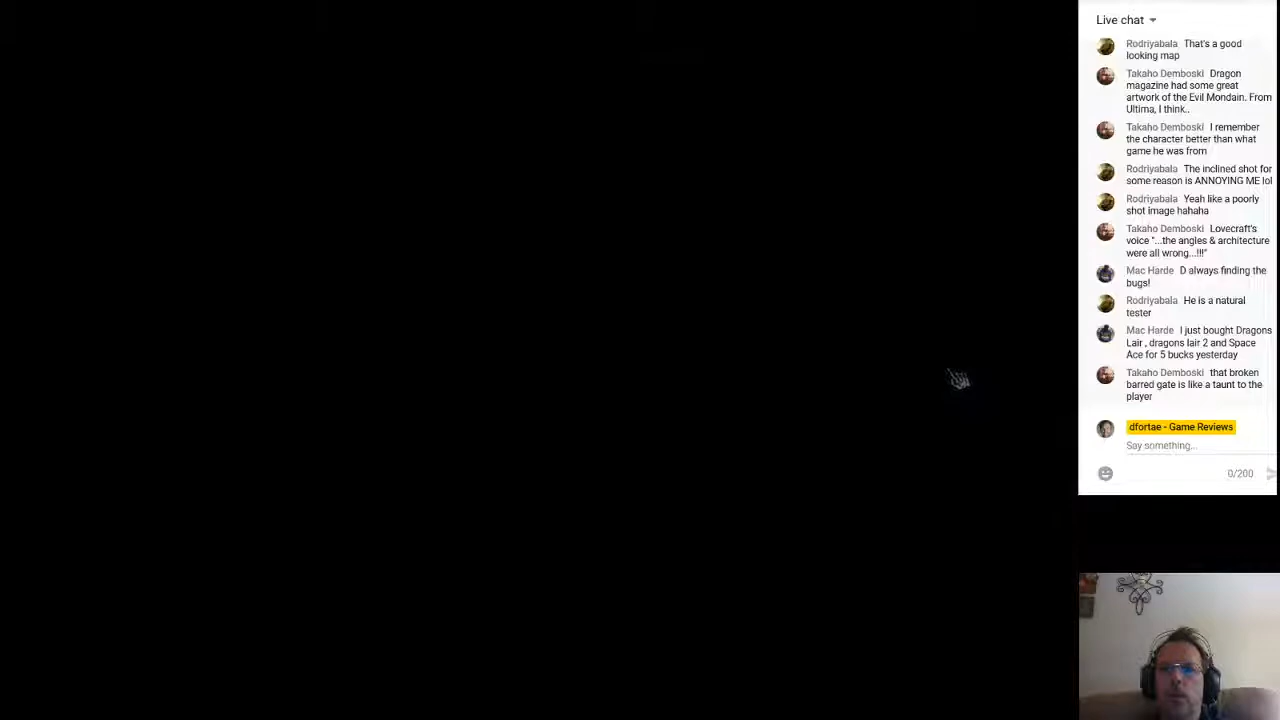 Live chat
Rodriyabala That's a good
looking map
Takaho Demboski Dragon
magazine had some great
artwork of the Evil Mondain. From
Ultima, I think..
Takaho Demboski I remember
the character better than what
game he was from
Rodriyabala The inclined shot for
some reason is ANNOYING ME lol
Rodriyabala Yeah like a poorly
shot image hahaha
Takaho Demboski Lovecraft's
voice "...the angles & architecture
were all wrong...!!!"
Mac Harde D always finding the
bugs!
Rodriyabala He is a natural
tester
Mac Harde I just bought Dragons
Lair , dragons lair 2 and Space
Ace for 5 bucks yesterday
Takaho Demboski that broken
barred gate is like a taunt to the
player
dfortae - Game Reviews
Say something...
0/200